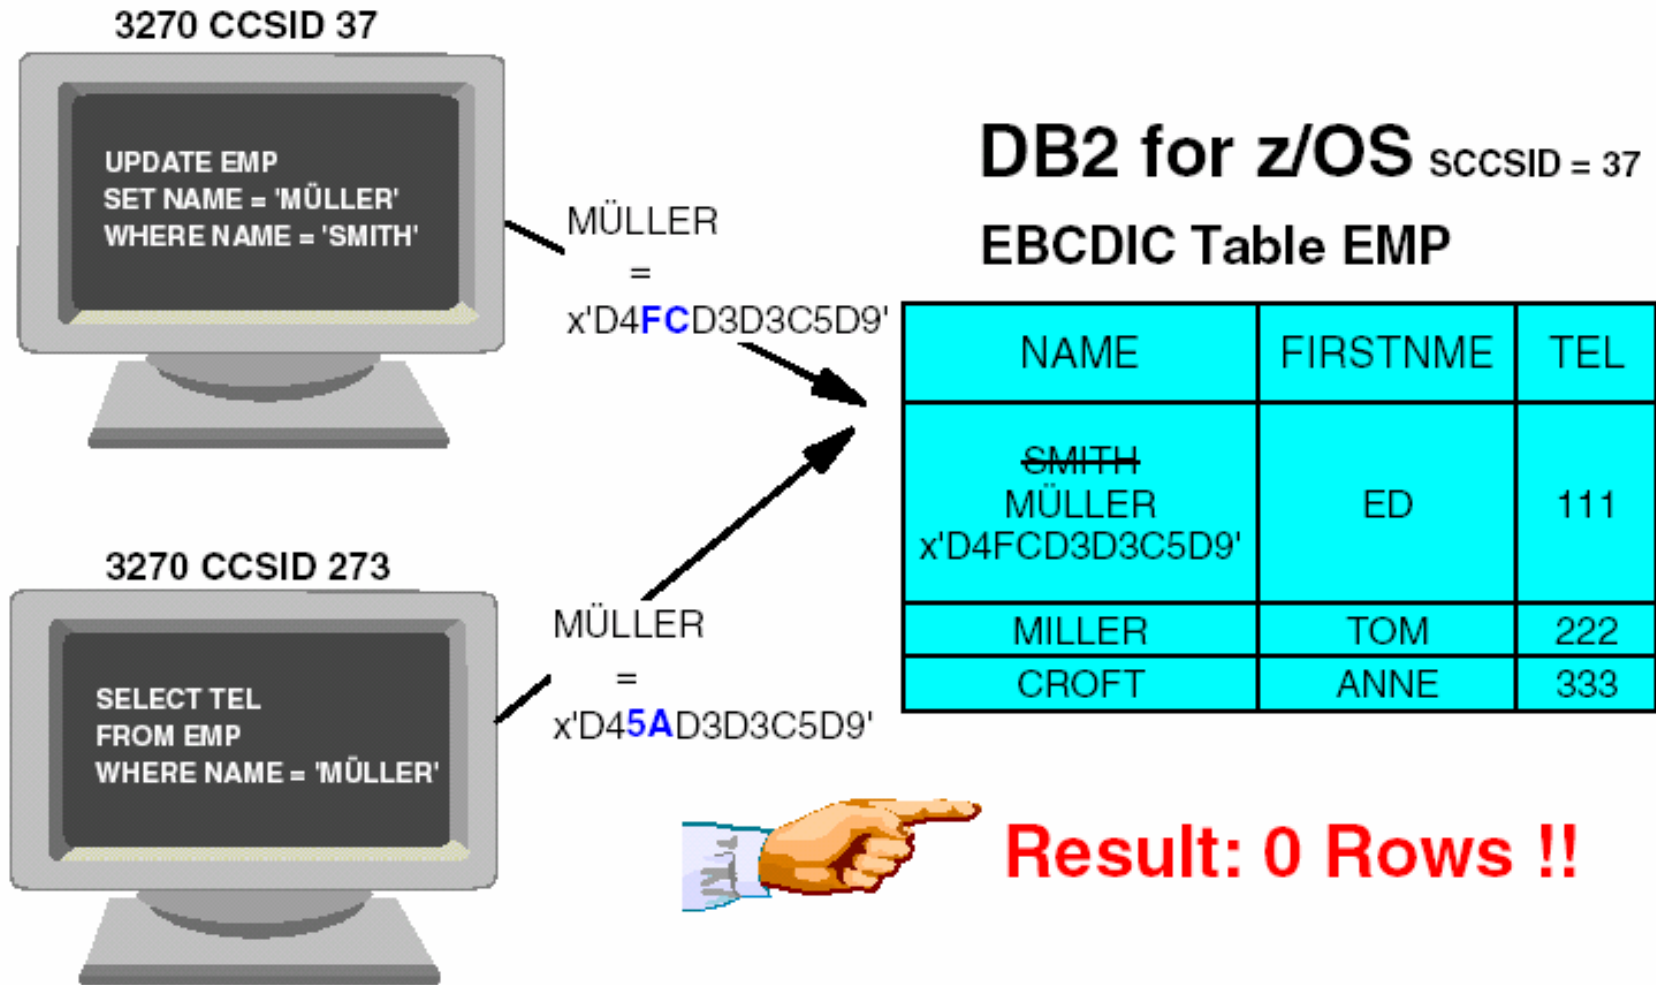 3270 CCSID 37
UPDATE EMP
SET NAME = 'MÜLLER'
WHERE NAME = 'SMITH'
MÜLLER
=
x'D4FCD3D3C5D9'
DB2 for z/OS SCCSID = 37
EBCDIC Table EMP
NAME FIRSTNME TEL
SMITH
MÜLLER ED 111
x'D4FCD3D3C5D9'
MILLER TOM 222
CROFT ANNE 333
3270 CCSID 273
SELECT TEL
FROM EMP
WHERE NAME = 'MÜLLER'
MÜLLER
=
x'D45AD3D3C5D9'
Result: 0 Rows !!